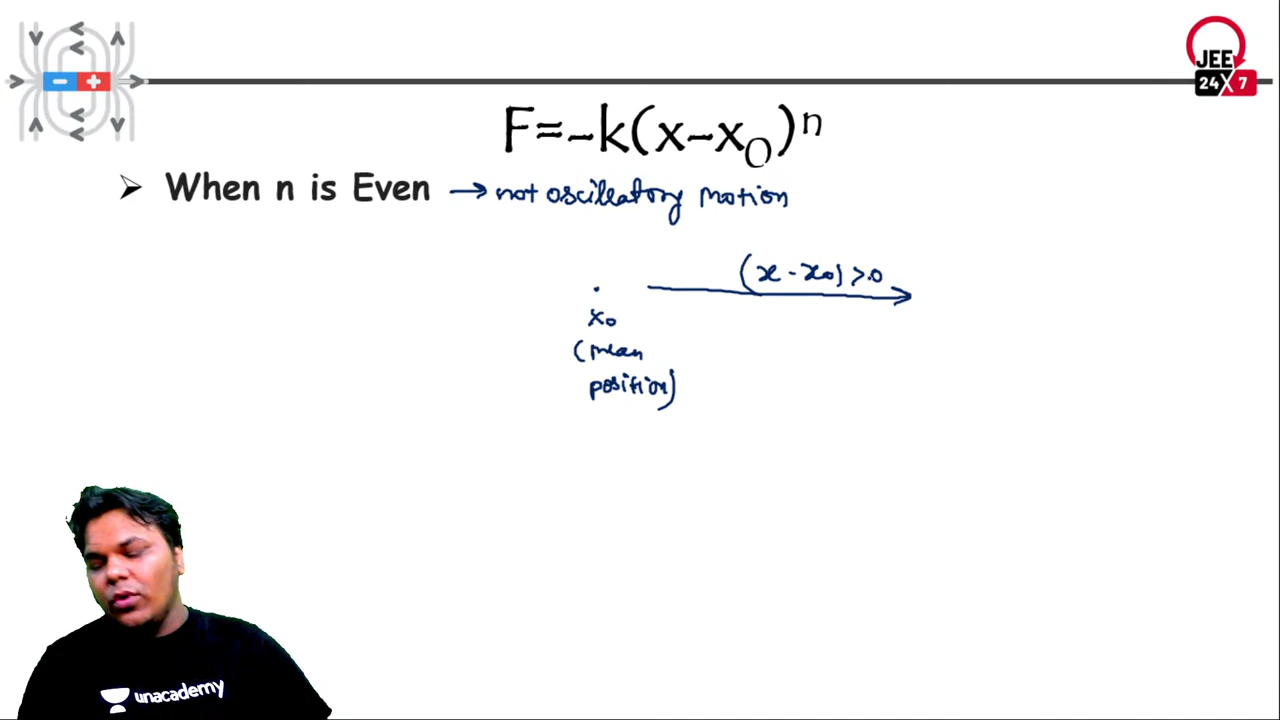 JEE
24X7
F=-k(x-x₀)ⁿ
➢ When n is Even → not oscillatory motion
(x - x₀) > 0
x₀
(mean
position)
unacademy